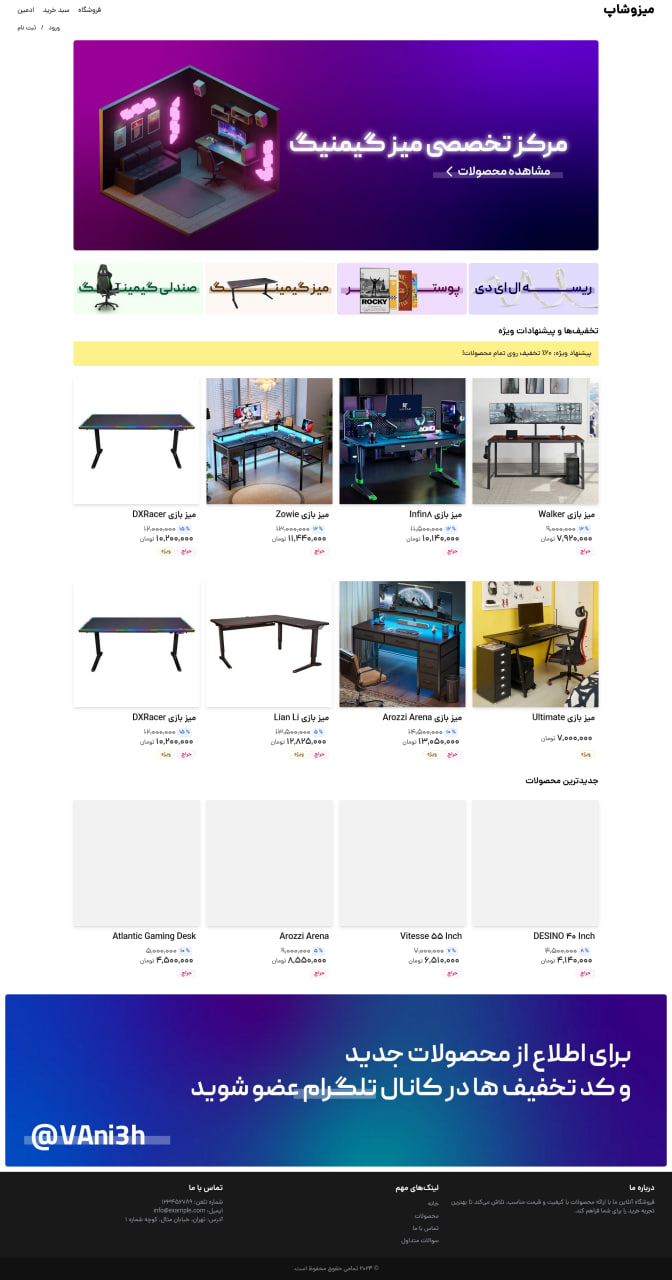 میزوشاپ
فروشگاه سبد خرید ادمین
ورود / ثبت نام
مرکز تخصصی میز گیمنیگ
مشاهده محصولات
ریسـه ال ای دی
پوستـر
میز گیمینـگ
صندلی گیمینـگ
ROCKY
تخفیف‌ها و پیشنهادات ویژه
پیشنهاد ویژه: ۲۰٪ تخفیف روی تمام محصولات!
میز بازی Walker
۱۲ % ۹,۰۰۰,۰۰۰
۷,۹۲۰,۰۰۰ تومان
حراج
میز بازی Infin۸
۱۲ % ۱۱,۵۰۰,۰۰۰
۱۰,۱۴۰,۰۰۰ تومان
حراج
میز بازی Zowie
۱۲ % ۱۳,۰۰۰,۰۰۰
۱۱,۴۴۰,۰۰۰ تومان
حراج
میز بازی DXRacer
۱۵ % ۱۲,۰۰۰,۰۰۰
۱۰,۲۰۰,۰۰۰ تومان
حراج ویژه
میز بازی Ultimate
۷,۰۰۰,۰۰۰ تومان
ویژه
میز بازی Arozzi Arena
۱۰ % ۱۴,۵۰۰,۰۰۰
۱۳,۰۵۰,۰۰۰ تومان
حراج ویژه
میز بازی Lian Li
۵ % ۱۳,۵۰۰,۰۰۰
۱۲,۸۲۵,۰۰۰ تومان
حراج ویژه
میز بازی DXRacer
۱۵ % ۱۲,۰۰۰,۰۰۰
۱۰,۲۰۰,۰۰۰ تومان
حراج ویژه
جدیدترین محصولات
DESINO ۴۰ Inch
۸ % ۴,۵۰۰,۰۰۰
۴,۱۴۰,۰۰۰ تومان
حراج
Vitesse ۵۵ Inch
۷ % ۷,۰۰۰,۰۰۰
۶,۵۱۰,۰۰۰ تومان
حراج
Arozzi Arena
۵ % ۹,۰۰۰,۰۰۰
۸,۵۵۰,۰۰۰ تومان
حراج
Atlantic Gaming Desk
۱۰ % ۵,۰۰۰,۰۰۰
۴,۵۰۰,۰۰۰ تومان
حراج
برای اطلاع از محصولات جدید
و کد تخفیف ها در کانال تلگرام عضو شوید
@VAni3h
درباره ما
فروشگاه آنلاین ما با ارائه محصولات با کیفیت و قیمت مناسب، تلاش می‌کند تا بهترین
تجربه خرید را برای شما فراهم کند.
لینک‌های مهم
خانه
محصولات
تماس با ما
سوالات متداول
تماس با ما
شماره تلفن: ۱۲۳۴۵۶۷۸۹
ایمیل: info@example.com
آدرس: تهران، خیابان مثال، کوچه شماره ۱
© ۲۰۲۴ تمامی حقوق محفوظ است.